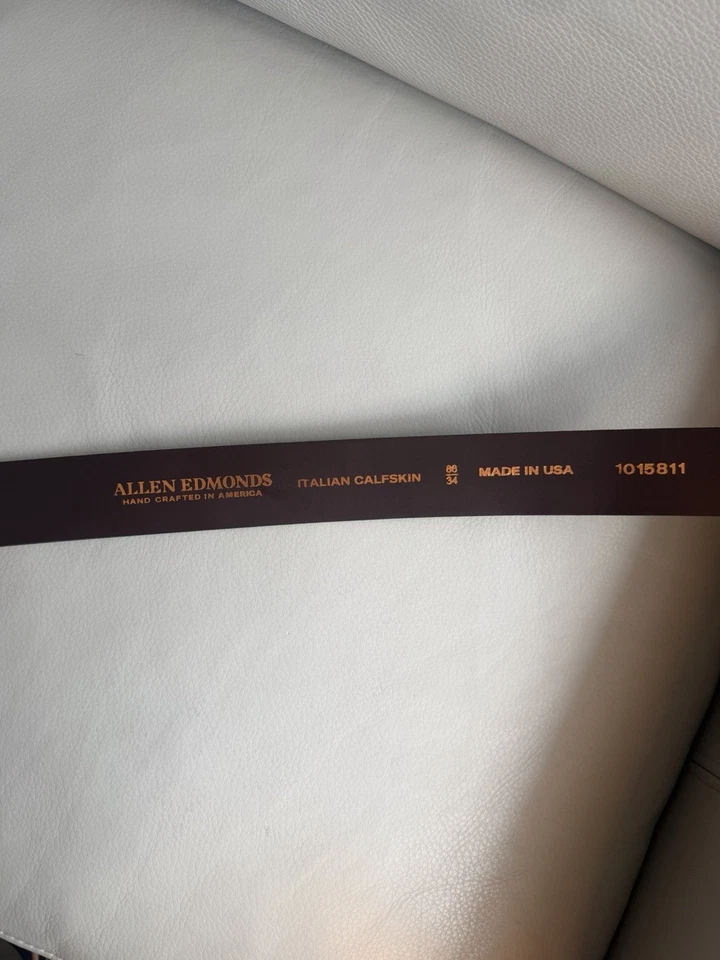 ALLEN EDMONDS
HAND CRAFTED IN AMERICA
ITALIAN CALFSKIN
86
34
MADE IN USA
1015811